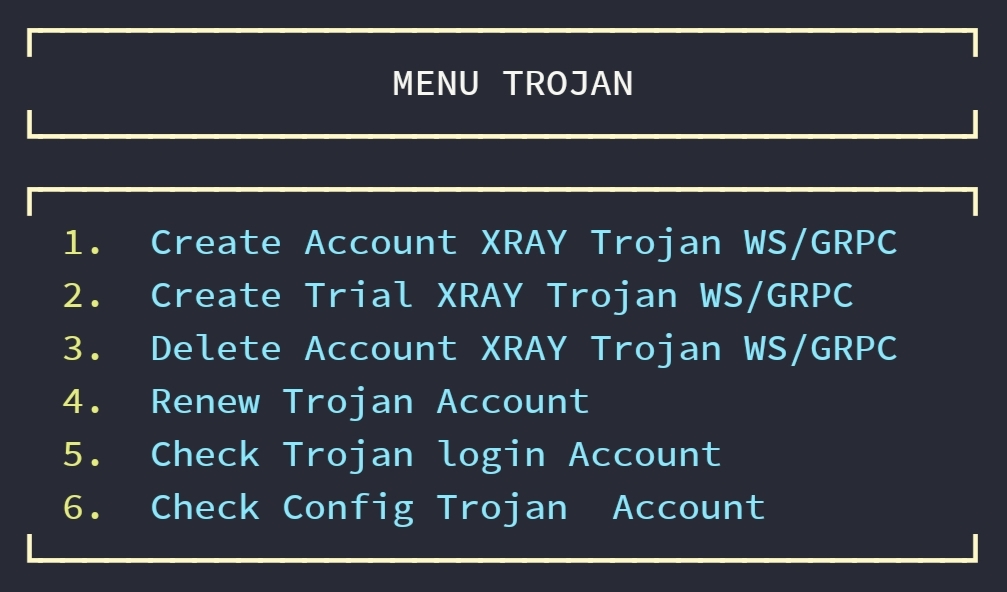 MENU TROJAN
1.  Create Account XRAY Trojan WS/GRPC
2.  Create Trial XRAY Trojan WS/GRPC
3.  Delete Account XRAY Trojan WS/GRPC
4.  Renew Trojan Account
5.  Check Trojan login Account
6.  Check Config Trojan  Account